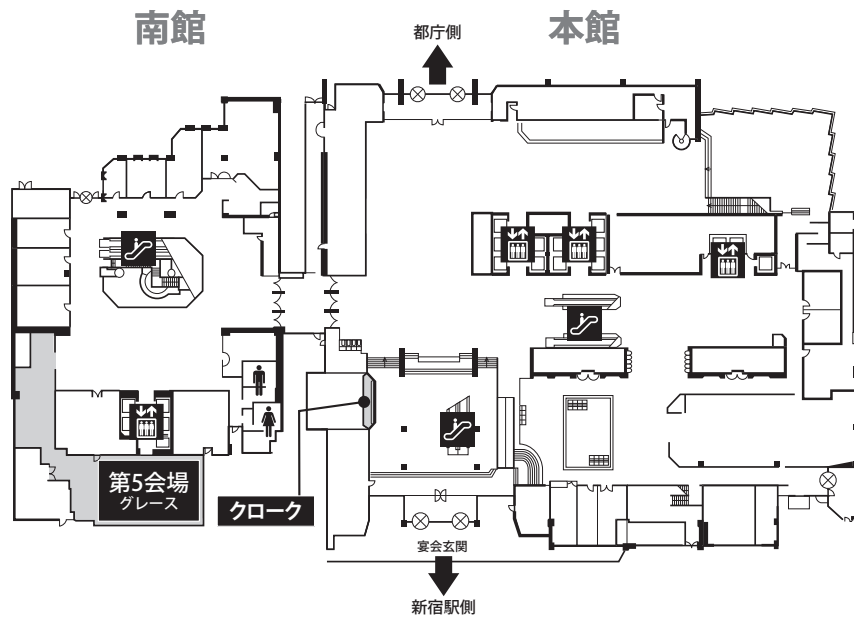 南館
都庁側
本館
第5会場
グレース
クローク
宴会玄関
新宿駅側